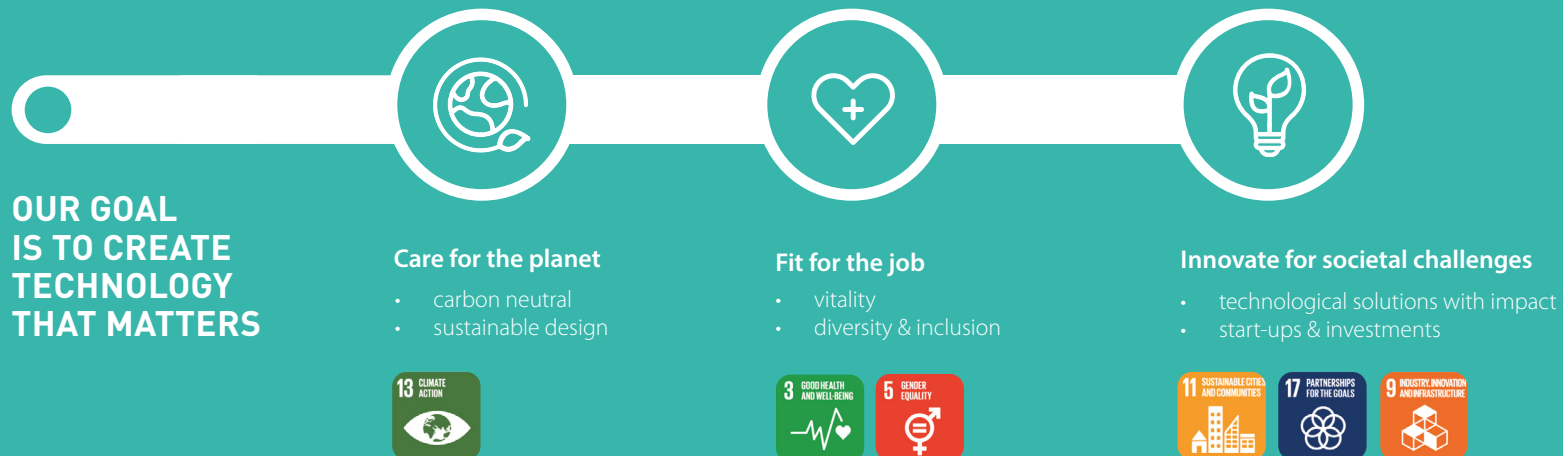 OUR GOAL
IS TO CREATE
TECHNOLOGY
THAT MATTERS
Care for the planet
• carbon neutral
• sustainable design
13 CLIMATE
ACTION
Fit for the job
• vitality
• diversity & inclusion
3 GOOD HEALTH
AND WELL-BEING
5 GENDER
EQUALITY
Innovate for societal challenges
• technological solutions with impact
• start-ups & investments
11 SUSTAINABLE CITIES
AND COMMUNITIES
17 PARTNERSHIPS
FOR THE GOALS
9 INDUSTRY, INNOVATION
AND INFRASTRUCTURE